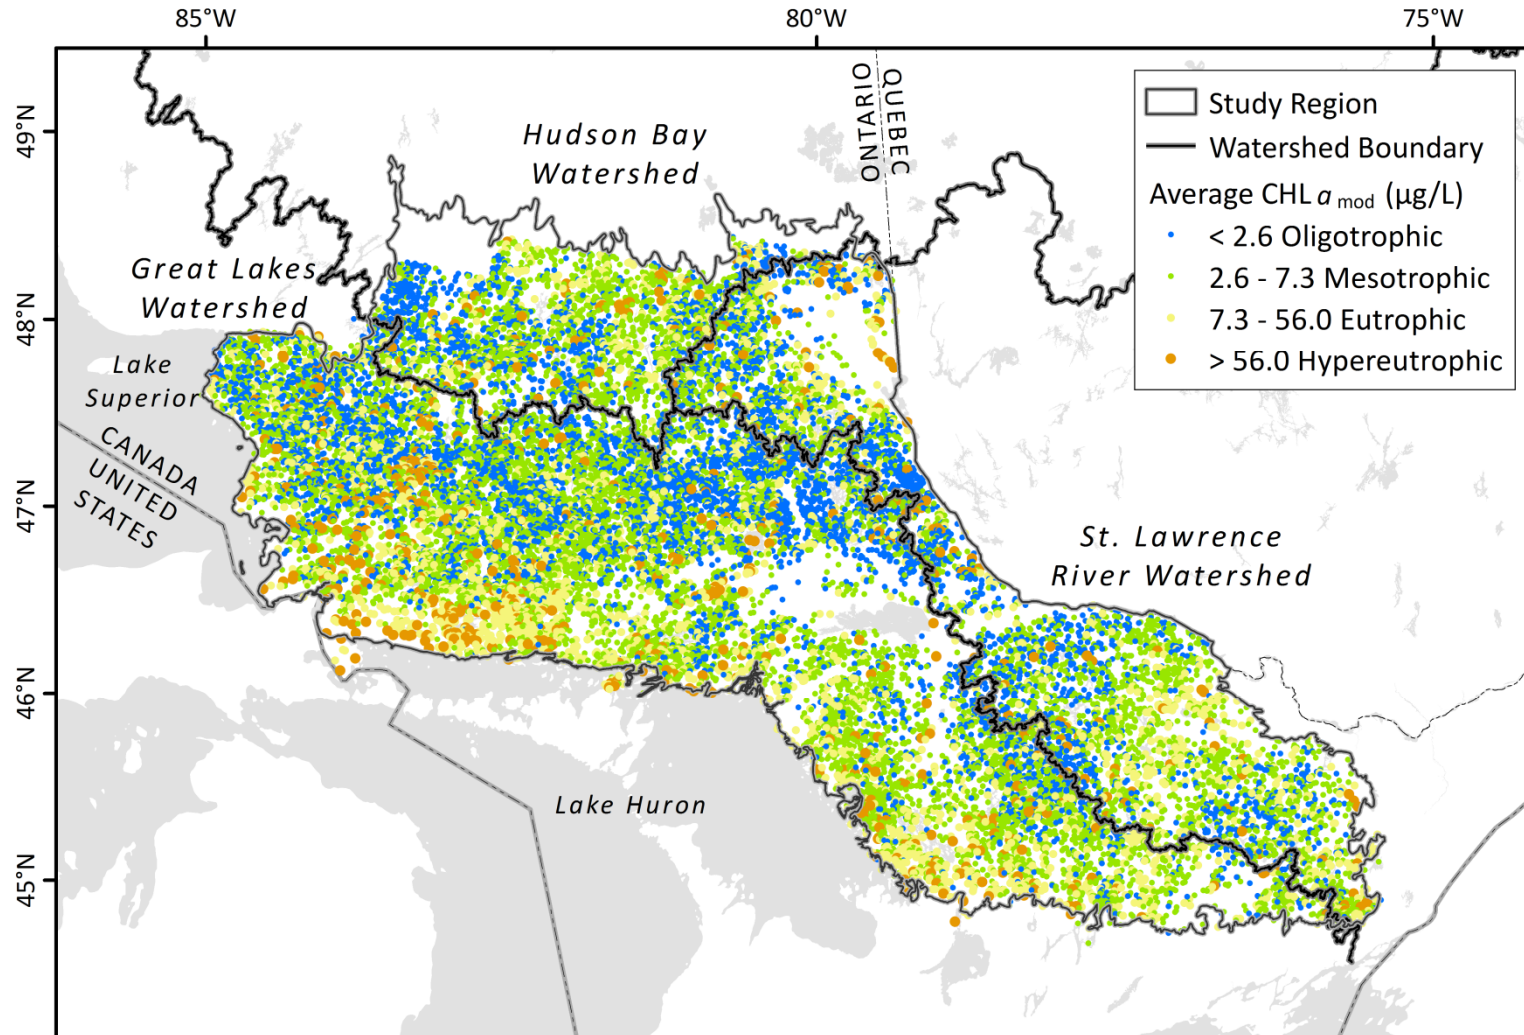 85°W
80°W
75°W
49°N
48°N
47°N
46°N
45°N
Hudson Bay
Watershed
ONTARIO
QUEBEC
Great Lakes
Watershed
Lake
Superior
CANADA
UNITED
STATES
St. Lawrence
River Watershed
Lake Huron
Study Region
Watershed Boundary
Average CHL a mod (µg/L)
< 2.6 Oligotrophic
2.6 - 7.3 Mesotrophic
7.3 - 56.0 Eutrophic
> 56.0 Hypereutrophic